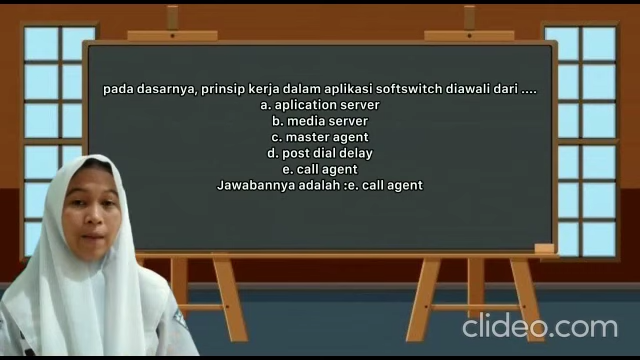 pada dasarnya, prinsip kerja dalam aplikasi softswitch diawali dari ....
a. aplication server
b. media server
c. master agent
d. post dial delay
e. call agent
Jawabannya adalah :e. call agent
clideo.com